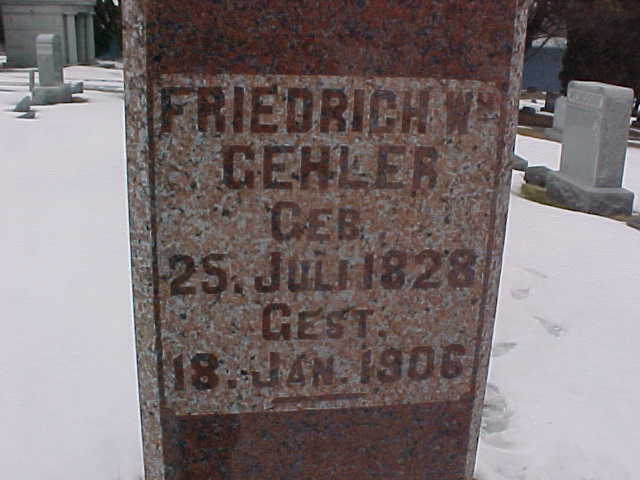 FRIEDRICH WM
GEHLER
GEB.
25. JULI 1828
GEST.
18. JAN. 1906